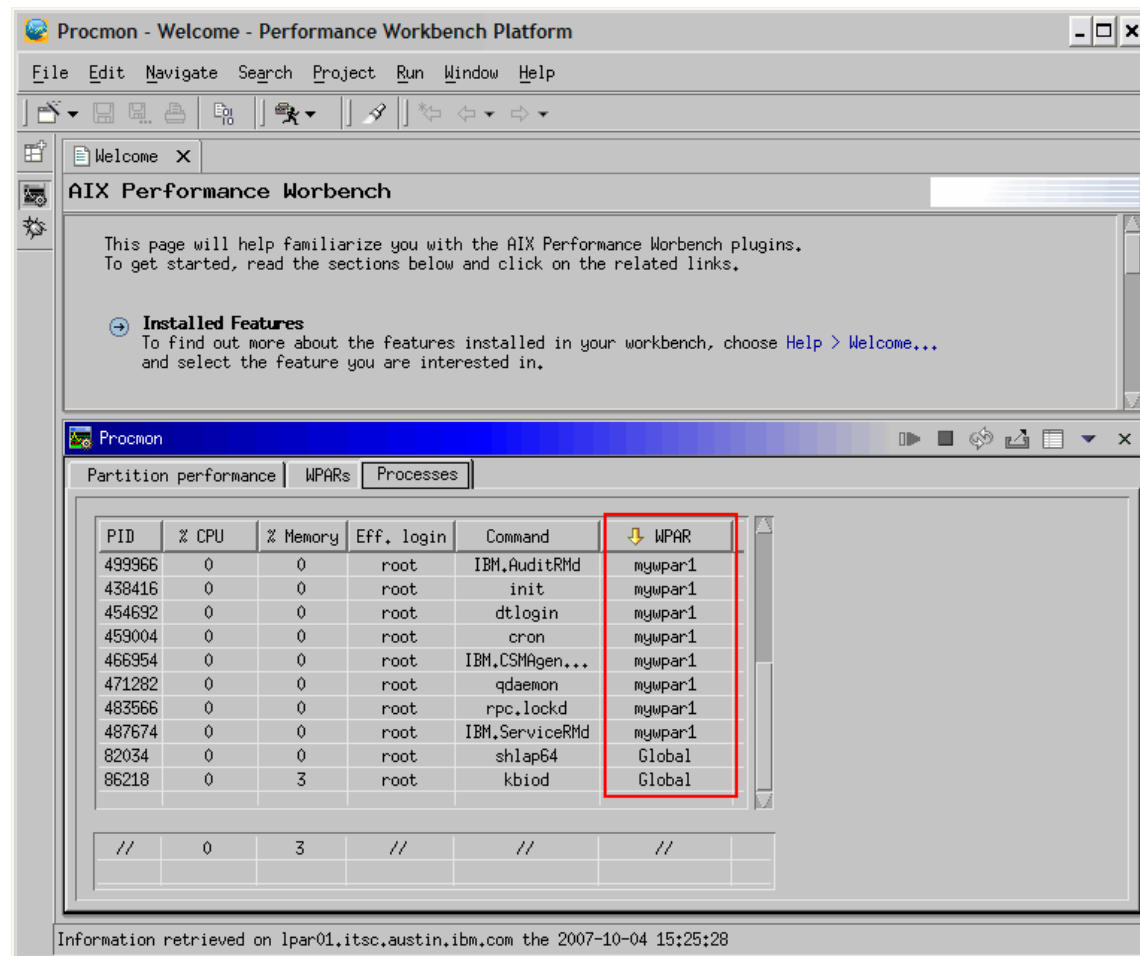 Procmon - Welcome - Performance Workbench Platform
File Edit Navigate Search Project Run Window Help
Welcome
AIX Performance Worbench
This page will help familiarize you with the AIX Performance Worbench plugins.
To get started, read the sections below and click on the related links.
Installed Features
To find out more about the features installed in your workbench, choose Help > Welcome...
and select the feature you are interested in.
Procmon
Partition performance WPARs Processes
PID % CPU % Memory Eff. login Command WPAR
499966 0 0 root IBM.AuditRMd mywpar1
438416 0 0 root init mywpar1
454692 0 0 root dtlogin mywpar1
459004 0 0 root cron mywpar1
466954 0 0 root IBM.CSMAgen... mywpar1
471282 0 0 root qdaemon mywpar1
483566 0 0 root rpc.lockd mywpar1
487674 0 0 root IBM.ServiceRMd mywpar1
82034 0 0 root shlap64 Global
86218 0 3 root kbiod Global
// 0 3 // // //
Information retrieved on lpar01.itsc.austin.ibm.com the 2007-10-04 15:25:28